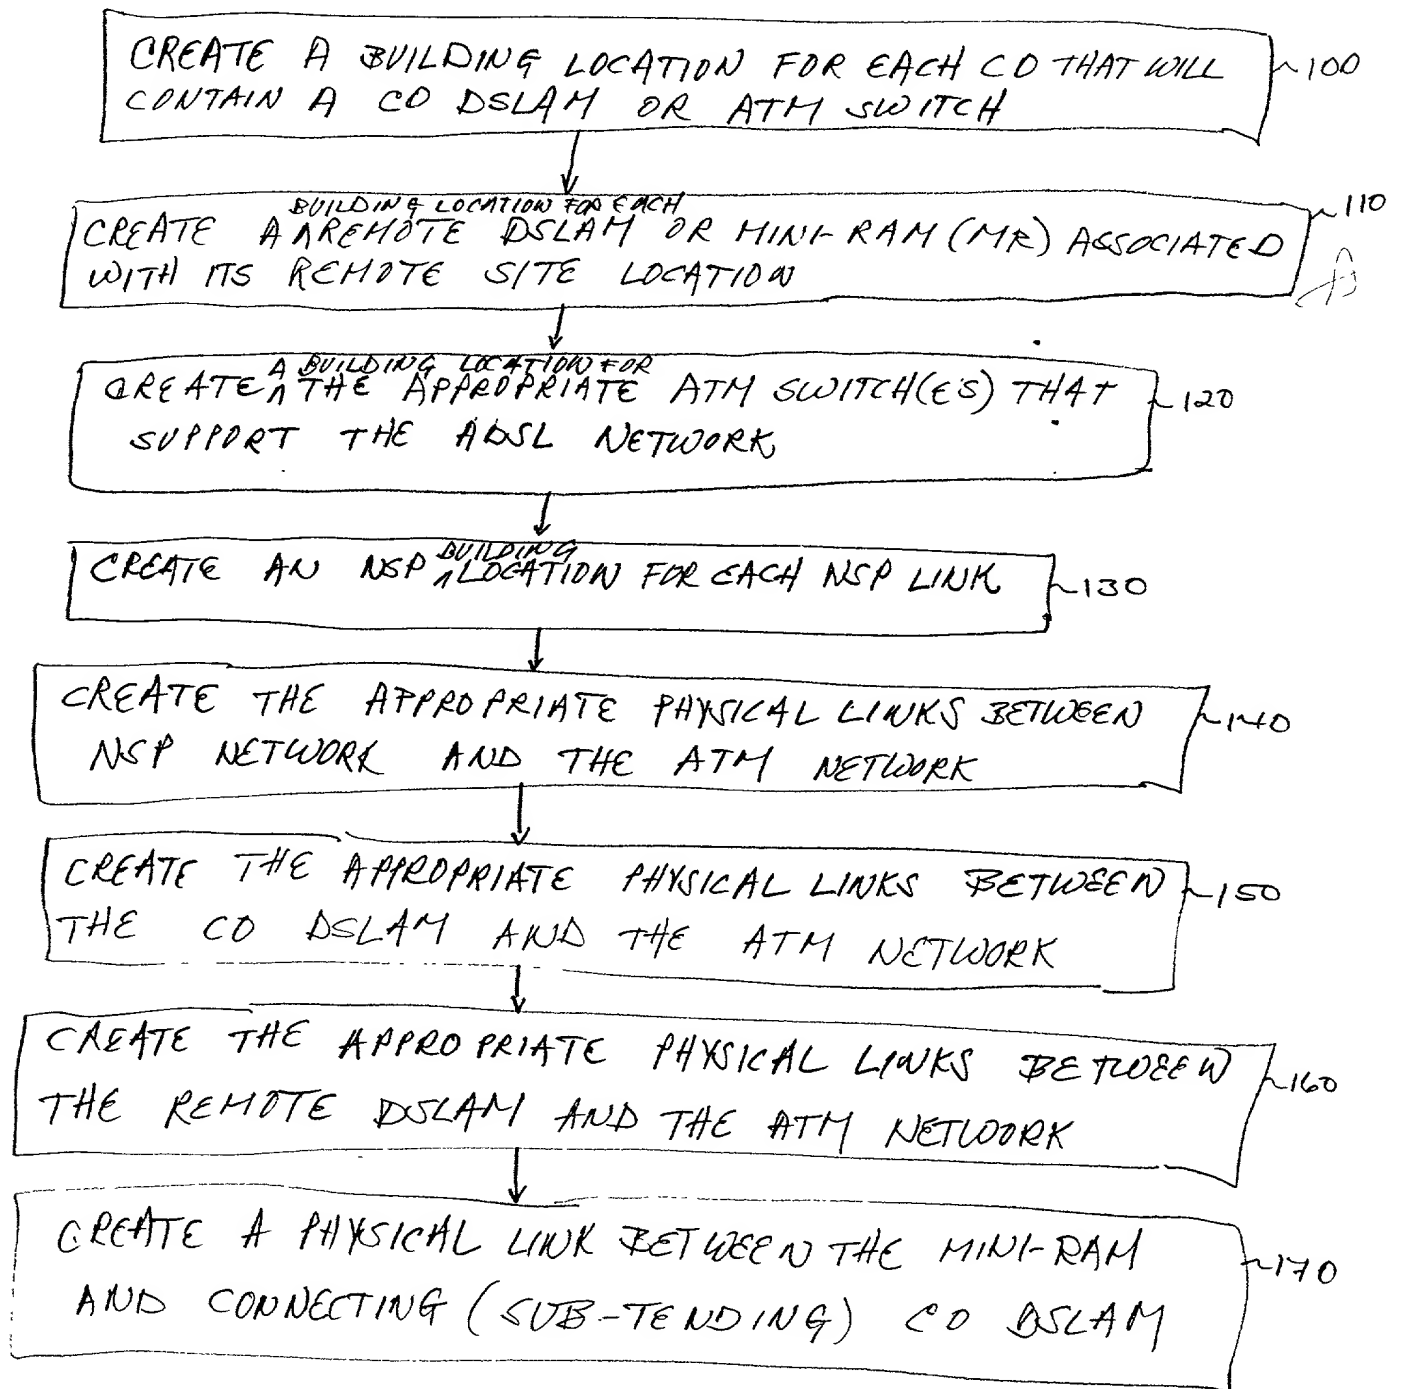 CREATE A BUILDING LOCATION FOR EACH CO THAT WILL 100
CONTAIN A CO DSLAM OR ATM SWITCH
BUILDING LOCATION FOR EACH
CREATE A ^ REMOTE DSLAM OR MINI-RAM (MR) ASSOCIATED 110
WITH ITS REMOTE SITE LOCATION
A BUILDING LOCATION FOR
CREATE ^ THE APPROPRIATE ATM SWITCH(ES) THAT 120
SUPPORT THE ADSL NETWORK
BUILDING
CREATE AN NSP ^ LOCATION FOR EACH NSP LINK 130
CREATE THE APPROPRIATE PHYSICAL LINKS BETWEEN 140
NSP NETWORK AND THE ATM NETWORK
CREATE THE APPROPRIATE PHYSICAL LINKS BETWEEN 150
THE CO DSLAM AND THE ATM NETWORK
CREATE THE APPROPRIATE PHYSICAL LINKS BETWEEN 160
THE REMOTE DSLAM AND THE ATM NETWORK
CREATE A PHYSICAL LINK BETWEEN THE MINI-RAM 170
AND CONNECTING (SUB-TENDING) CO DSLAM